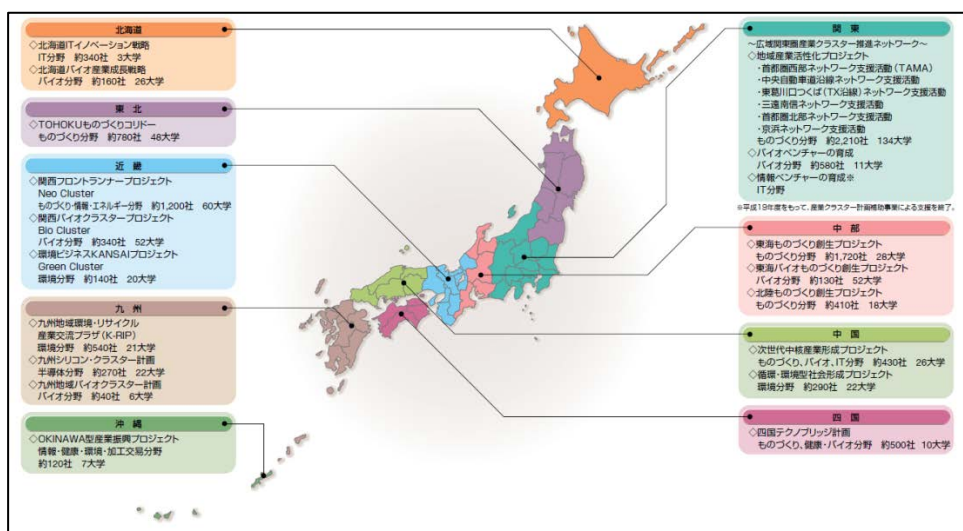 北海道
◇北海道ITイノベーション戦略
IT分野 約340社 3大学
◇北海道バイオ産業成長戦略
バイオ分野 約160社 26大学
東北
◇TOHOKUものづくりコリドー
ものづくり分野 約780社 48大学
近畿
◇関西フロントランナープロジェクト
Neo Cluster
ものづくり・情報・エネルギー分野 約1,200社 60大学
◇関西バイオクラスタープロジェクト
Bio Cluster
バイオ分野 約340社 52大学
◇環境ビジネスKANSAIプロジェクト
Green Cluster
環境分野 約140社 20大学
九州
◇九州地域環境・リサイクル
産業交流プラザ(K-RIP)
環境分野 約540社 21大学
◇九州シリコン・クラスター計画
半導体分野 約270社 22大学
◇九州地域バイオクラスター計画
バイオ分野 約40社 6大学
沖縄
◇OKINAWA型産業振興プロジェクト
情報・健康・環境・加工交易分野
約120社 7大学
関東
～広域関東圏産業クラスター推進ネットワーク～
◇地域産業活性化プロジェクト
・首都圏西部ネットワーク支援活動(TAMA)
・中央自動車道沿線ネットワーク支援活動
・東葛川口つくば(TX沿線)ネットワーク支援活動
・三遠南信ネットワーク支援活動
・首都圏北部ネットワーク支援活動
・京浜ネットワーク支援活動
ものづくり分野 約2,210社 134大学
◇バイオベンチャーの育成
バイオ分野 約580社 11大学
◇情報ベンチャーの育成※
IT分野
※平成19年度をもって、産業クラスター計画補助事業による支援を終了。
中部
◇東海ものづくり創生プロジェクト
ものづくり分野 約1,720社 28大学
◇東海バイオものづくり創生プロジェクト
バイオ分野 約130社 52大学
◇北陸ものづくり創生プロジェクト
ものづくり分野 約410社 18大学
中国
◇次世代中核産業形成プロジェクト
ものづくり、バイオ、IT分野 約430社 26大学
◇循環・環境型社会形成プロジェクト
環境分野 約290社 22大学
四国
◇四国テクノブリッジ計画
ものづくり、健康・バイオ分野 約500社 10大学